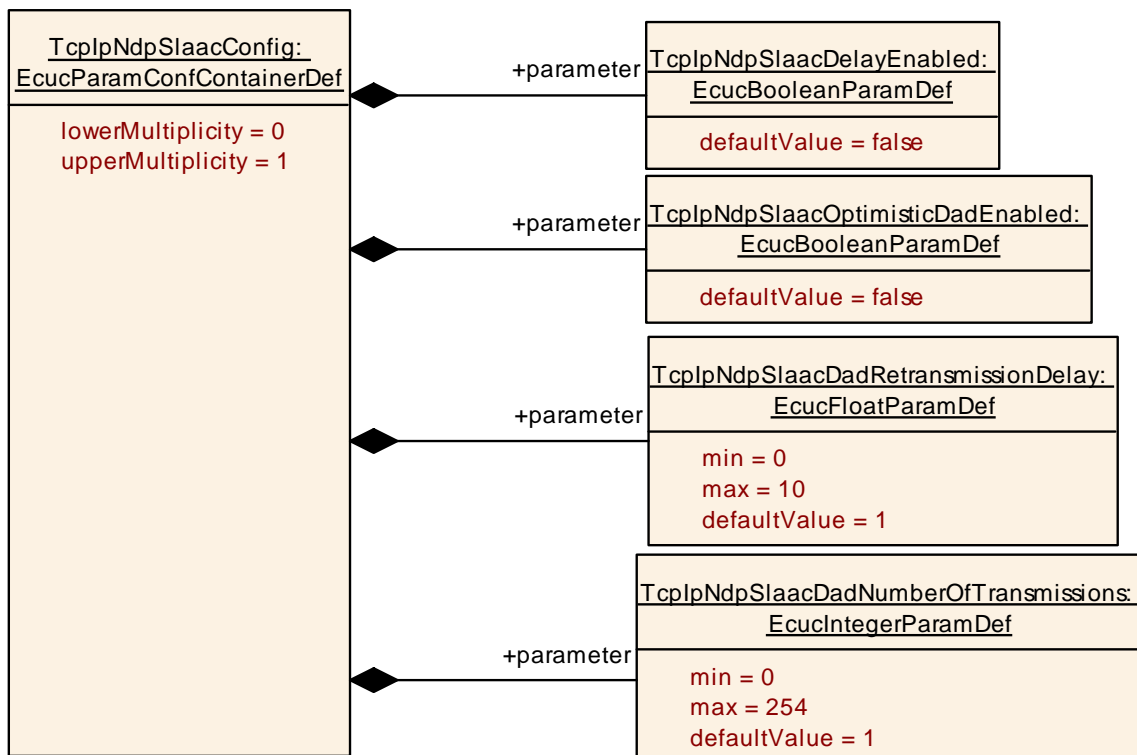 TcpIpNdpSlaacConfig:
EcucParamConfContainerDef
lowerMultiplicity = 0
upperMultiplicity = 1
+parameter
TcpIpNdpSlaacDelayEnabled:
EcucBooleanParamDef
defaultValue = false
+parameter
TcpIpNdpSlaacOptimisticDadEnabled:
EcucBooleanParamDef
defaultValue = false
+parameter
TcpIpNdpSlaacDadRetransmissionDelay:
EcucFloatParamDef
min = 0
max = 10
defaultValue = 1
+parameter
TcpIpNdpSlaacDadNumberOfTransmissions:
EcucIntegerParamDef
min = 0
max = 254
defaultValue = 1